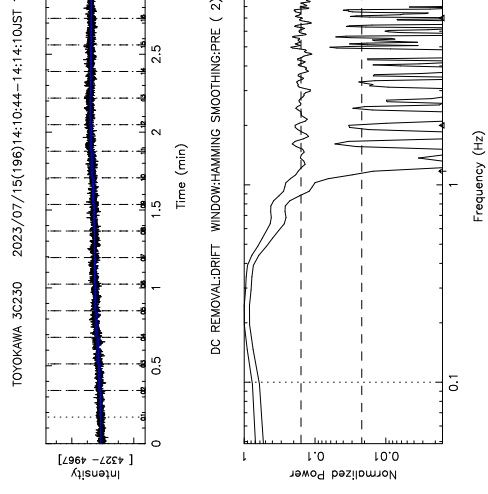 TOYOKAWA 3C230 2023/07/15(196)14:10:44-14:14:10JST
Intensity
[ 4327- 4967]
0 0.5 1 1.5 2 2.5
Time (min)
DC REMOVAL:DRIFT WINDOW:HAMMING SMOOTHING:PRE ( 2)
Normalized Power
1 0.1 0.01
0.1 1
Frequency (Hz)